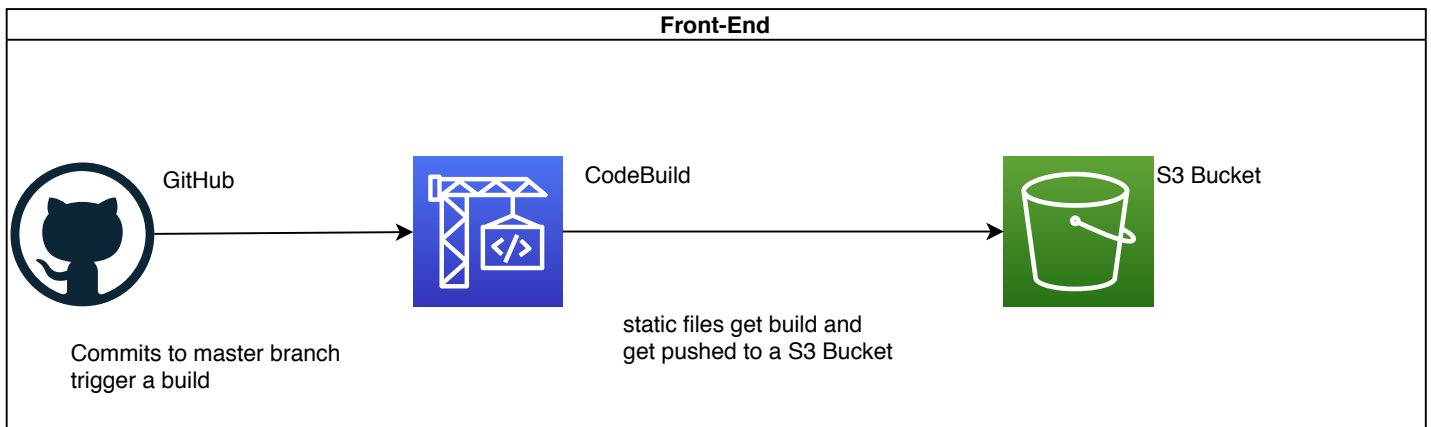 Front-End
GitHub
CodeBuild
S3 Bucket
</>
Commits to master branch
trigger a build
static files get build and
get pushed to a S3 Bucket